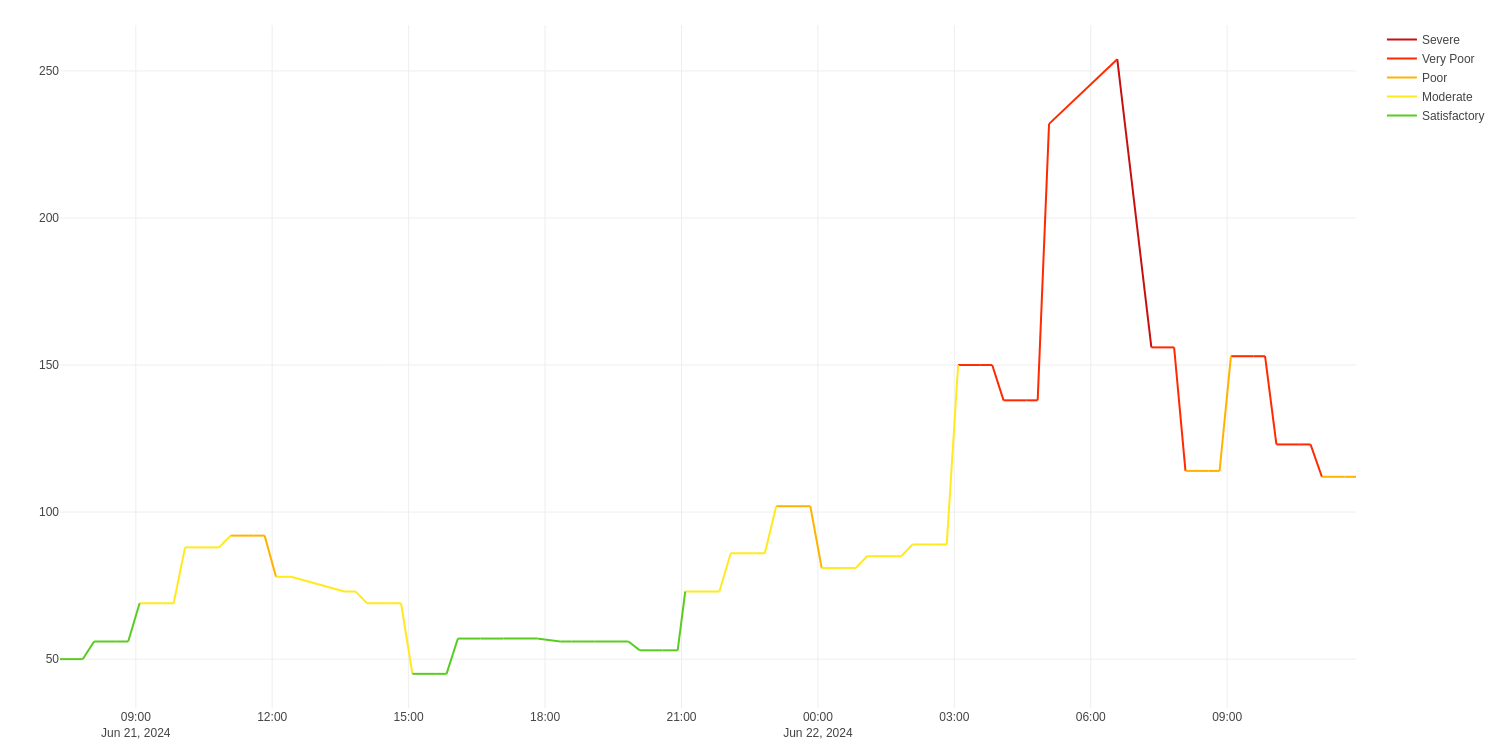 250
200
150
100
50
09:00
Jun 21, 2024
12:00
15:00
18:00
21:00
00:00
Jun 22, 2024
03:00
06:00
09:00
Severe
Very Poor
Poor
Moderate
Satisfactory